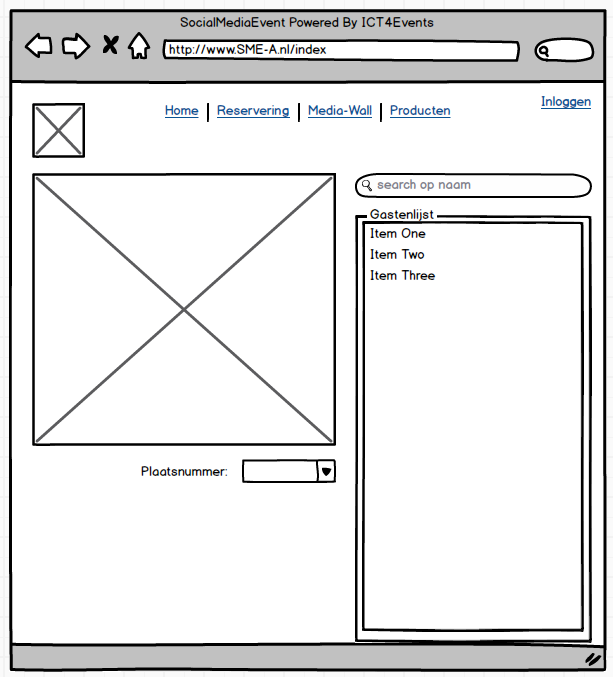 SocialMediaEvent Powered By ICT4Events
http://www.SME-A.nl/index
Inloggen
Home Reservering Media-Wall Producten
search op naam
Gastenlijst
Item One
Item Two
Item Three
Plaatsnummer: